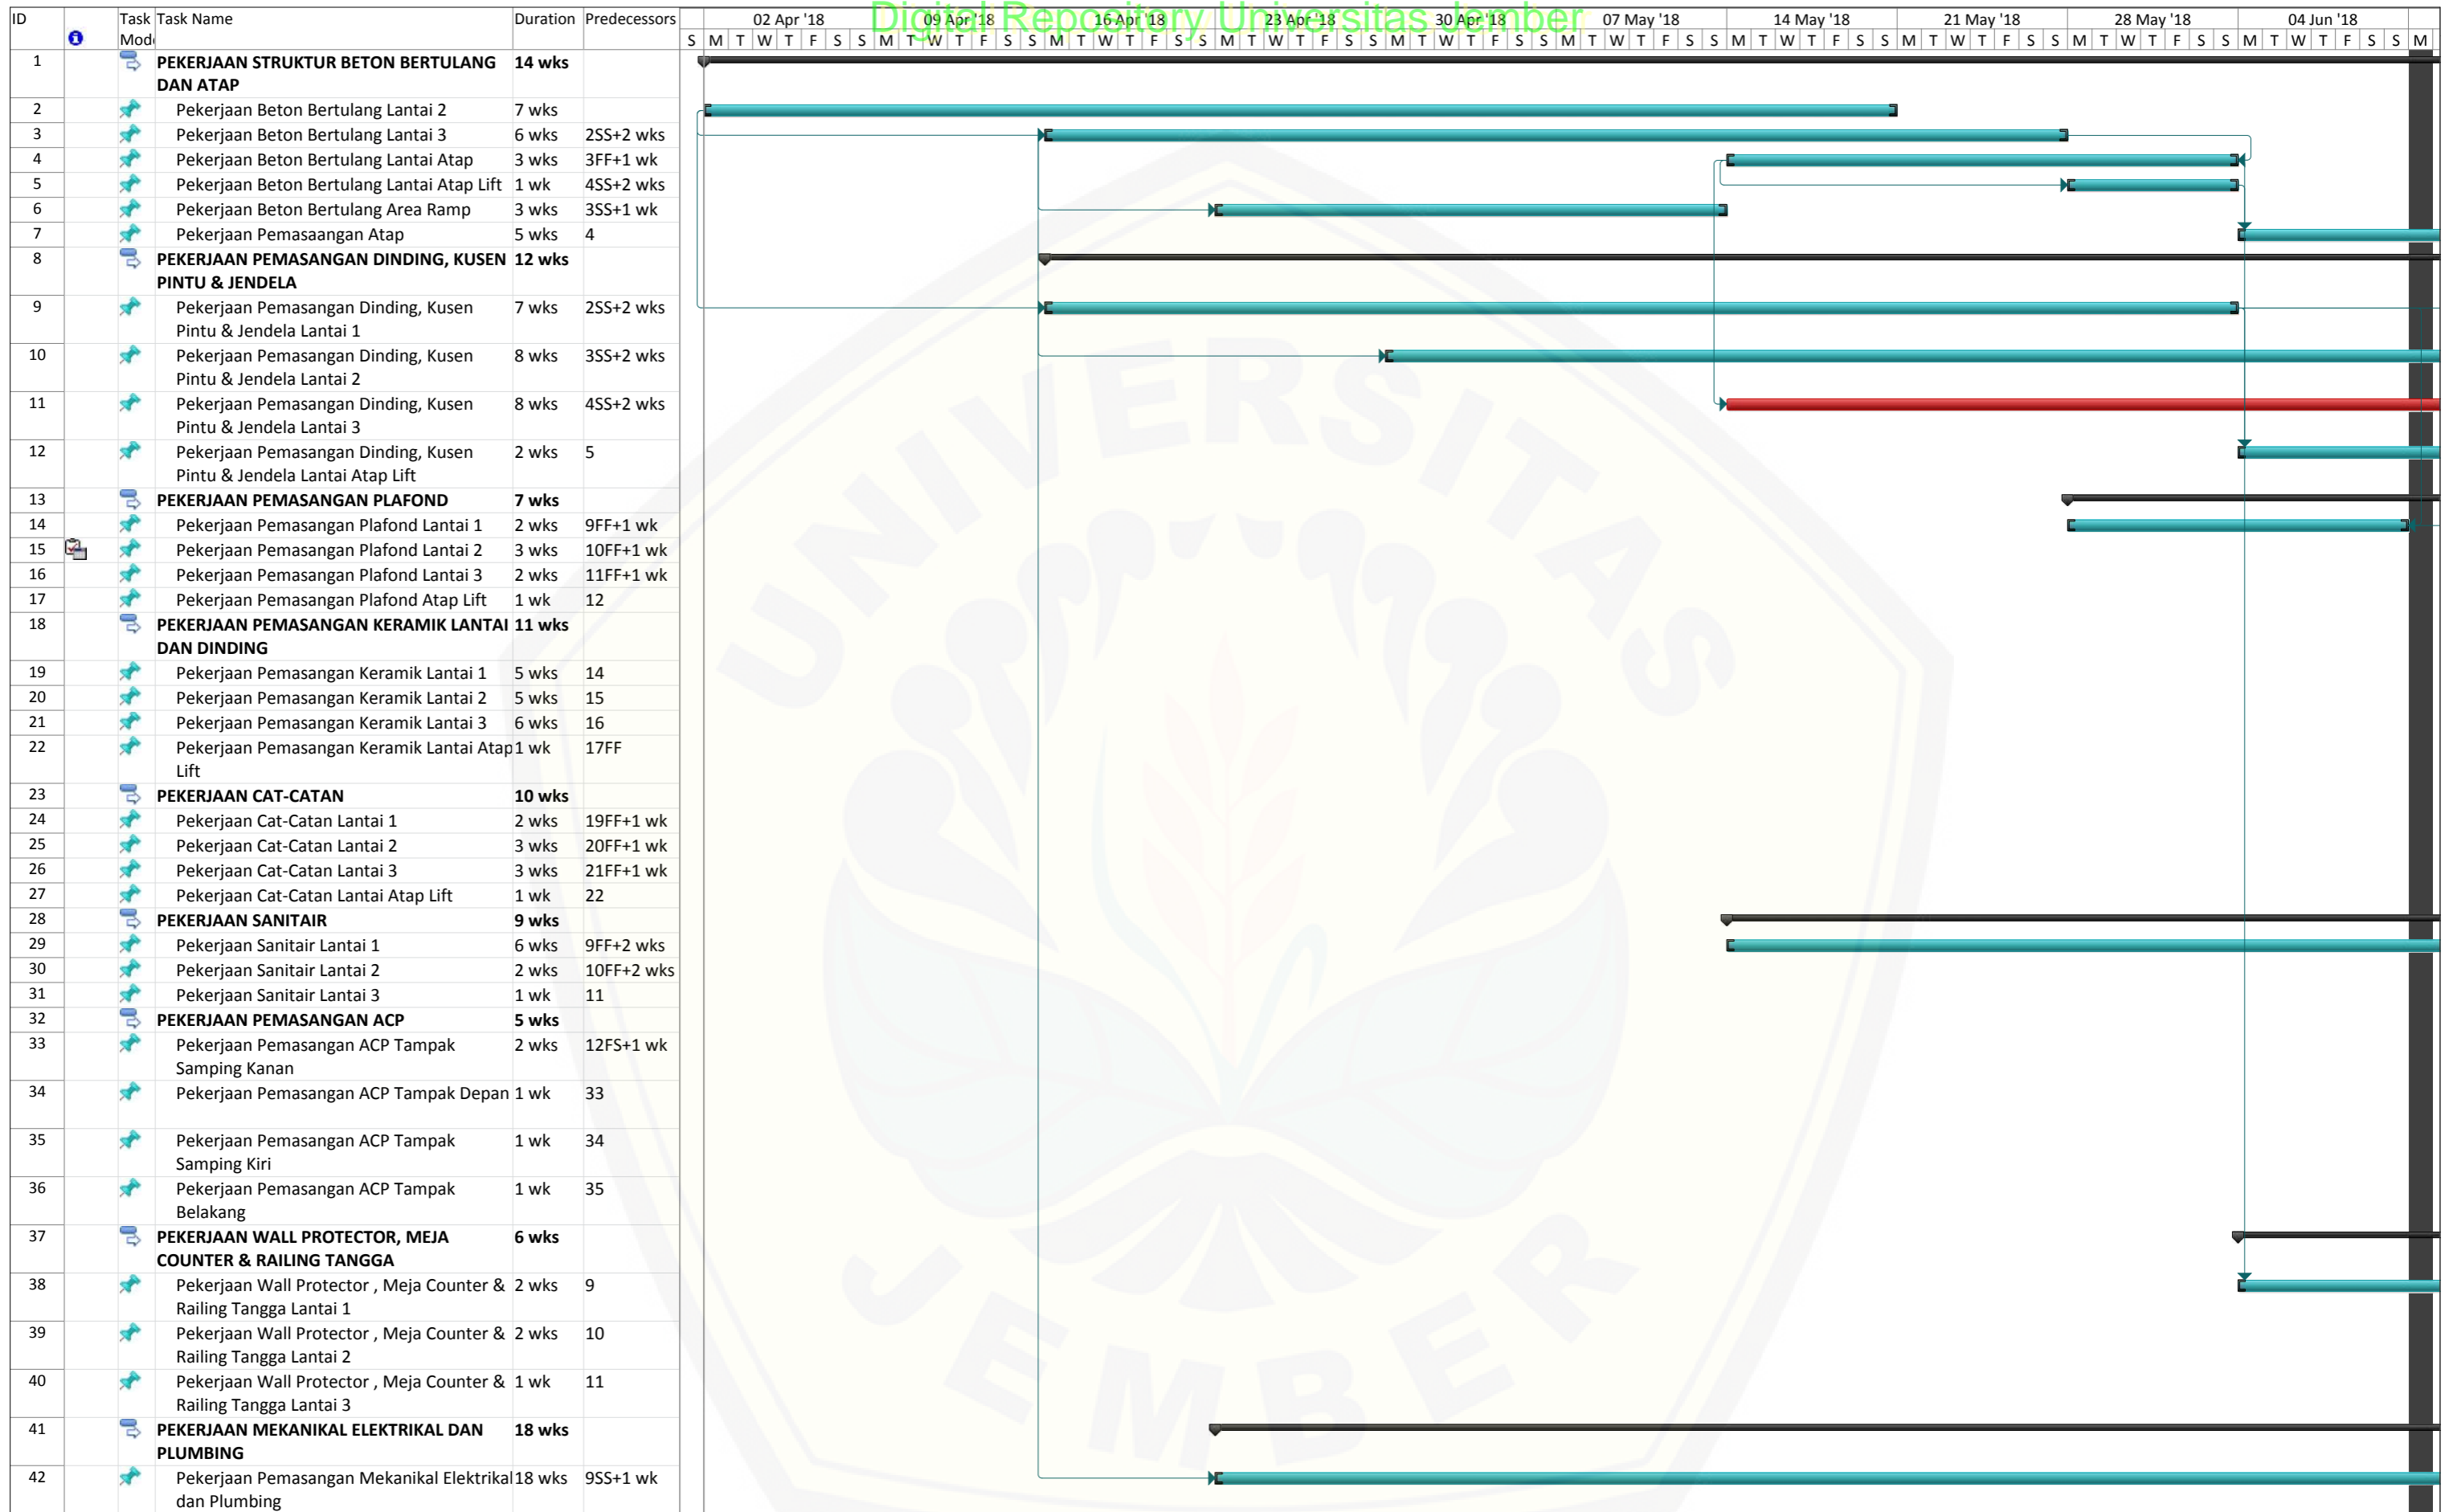 Digital Repository Universitas Jember
ID Task Mode Task Name Duration Predecessors
02 Apr '18 09 Apr '18 16 Apr '18 23 Apr '18 30 Apr '18 07 May '18 14 May '18 21 May '18 28 May '18 04 Jun '18
S M T W T F S S M T W T F S S M T W T F S S M T W T F S S M T W T F S S M T W T F S S M T W T F S S M T W T F S S M T W T F S S M T W T F S S M
1 PEKERJAAN STRUKTUR BETON BERTULANG 14 wks
DAN ATAP
2 Pekerjaan Beton Bertulang Lantai 2 7 wks
3 Pekerjaan Beton Bertulang Lantai 3 6 wks 2SS+2 wks
4 Pekerjaan Beton Bertulang Lantai Atap 3 wks 3FF+1 wk
5 Pekerjaan Beton Bertulang Lantai Atap Lift 1 wk 4SS+2 wks
6 Pekerjaan Beton Bertulang Area Ramp 3 wks 3SS+1 wk
7 Pekerjaan Pemasaangan Atap 5 wks 4
8 PEKERJAAN PEMASANGAN DINDING, KUSEN 12 wks
PINTU & JENDELA
9 Pekerjaan Pemasangan Dinding, Kusen 7 wks 2SS+2 wks
Pintu & Jendela Lantai 1
10 Pekerjaan Pemasangan Dinding, Kusen 8 wks 3SS+2 wks
Pintu & Jendela Lantai 2
11 Pekerjaan Pemasangan Dinding, Kusen 8 wks 4SS+2 wks
Pintu & Jendela Lantai 3
12 Pekerjaan Pemasangan Dinding, Kusen 2 wks 5
Pintu & Jendela Lantai Atap Lift
13 PEKERJAAN PEMASANGAN PLAFOND 7 wks
14 Pekerjaan Pemasangan Plafond Lantai 1 2 wks 9FF+1 wk
15 Pekerjaan Pemasangan Plafond Lantai 2 3 wks 10FF+1 wk
16 Pekerjaan Pemasangan Plafond Lantai 3 2 wks 11FF+1 wk
17 Pekerjaan Pemasangan Plafond Atap Lift 1 wk 12
18 PEKERJAAN PEMASANGAN KERAMIK LANTAI 11 wks
DAN DINDING
19 Pekerjaan Pemasangan Keramik Lantai 1 5 wks 14
20 Pekerjaan Pemasangan Keramik Lantai 2 5 wks 15
21 Pekerjaan Pemasangan Keramik Lantai 3 6 wks 16
22 Pekerjaan Pemasangan Keramik Lantai Atap 1 wk 17FF
Lift
23 PEKERJAAN CAT-CATAN 10 wks
24 Pekerjaan Cat-Catan Lantai 1 2 wks 19FF+1 wk
25 Pekerjaan Cat-Catan Lantai 2 3 wks 20FF+1 wk
26 Pekerjaan Cat-Catan Lantai 3 3 wks 21FF+1 wk
27 Pekerjaan Cat-Catan Lantai Atap Lift 1 wk 22
28 PEKERJAAN SANITAIR 9 wks
29 Pekerjaan Sanitair Lantai 1 6 wks 9FF+2 wks
30 Pekerjaan Sanitair Lantai 2 2 wks 10FF+2 wks
31 Pekerjaan Sanitair Lantai 3 1 wk 11
32 PEKERJAAN PEMASANGAN ACP 5 wks
33 Pekerjaan Pemasangan ACP Tampak 2 wks 12FS+1 wk
Samping Kanan
34 Pekerjaan Pemasangan ACP Tampak Depan 1 wk 33
35 Pekerjaan Pemasangan ACP Tampak 1 wk 34
Samping Kiri
36 Pekerjaan Pemasangan ACP Tampak 1 wk 35
Belakang
37 PEKERJAAN WALL PROTECTOR, MEJA 6 wks
COUNTER & RAILING TANGGA
38 Pekerjaan Wall Protector , Meja Counter & 2 wks 9
Railing Tangga Lantai 1
39 Pekerjaan Wall Protector , Meja Counter & 2 wks 10
Railing Tangga Lantai 2
40 Pekerjaan Wall Protector , Meja Counter & 1 wk 11
Railing Tangga Lantai 3
41 PEKERJAAN MEKANIKAL ELEKTRIKAL DAN 18 wks
PLUMBING
42 Pekerjaan Pemasangan Mekanikal Elektrikal 18 wks 9SS+1 wk
dan Plumbing
UNIVERSITAS
JEMBER